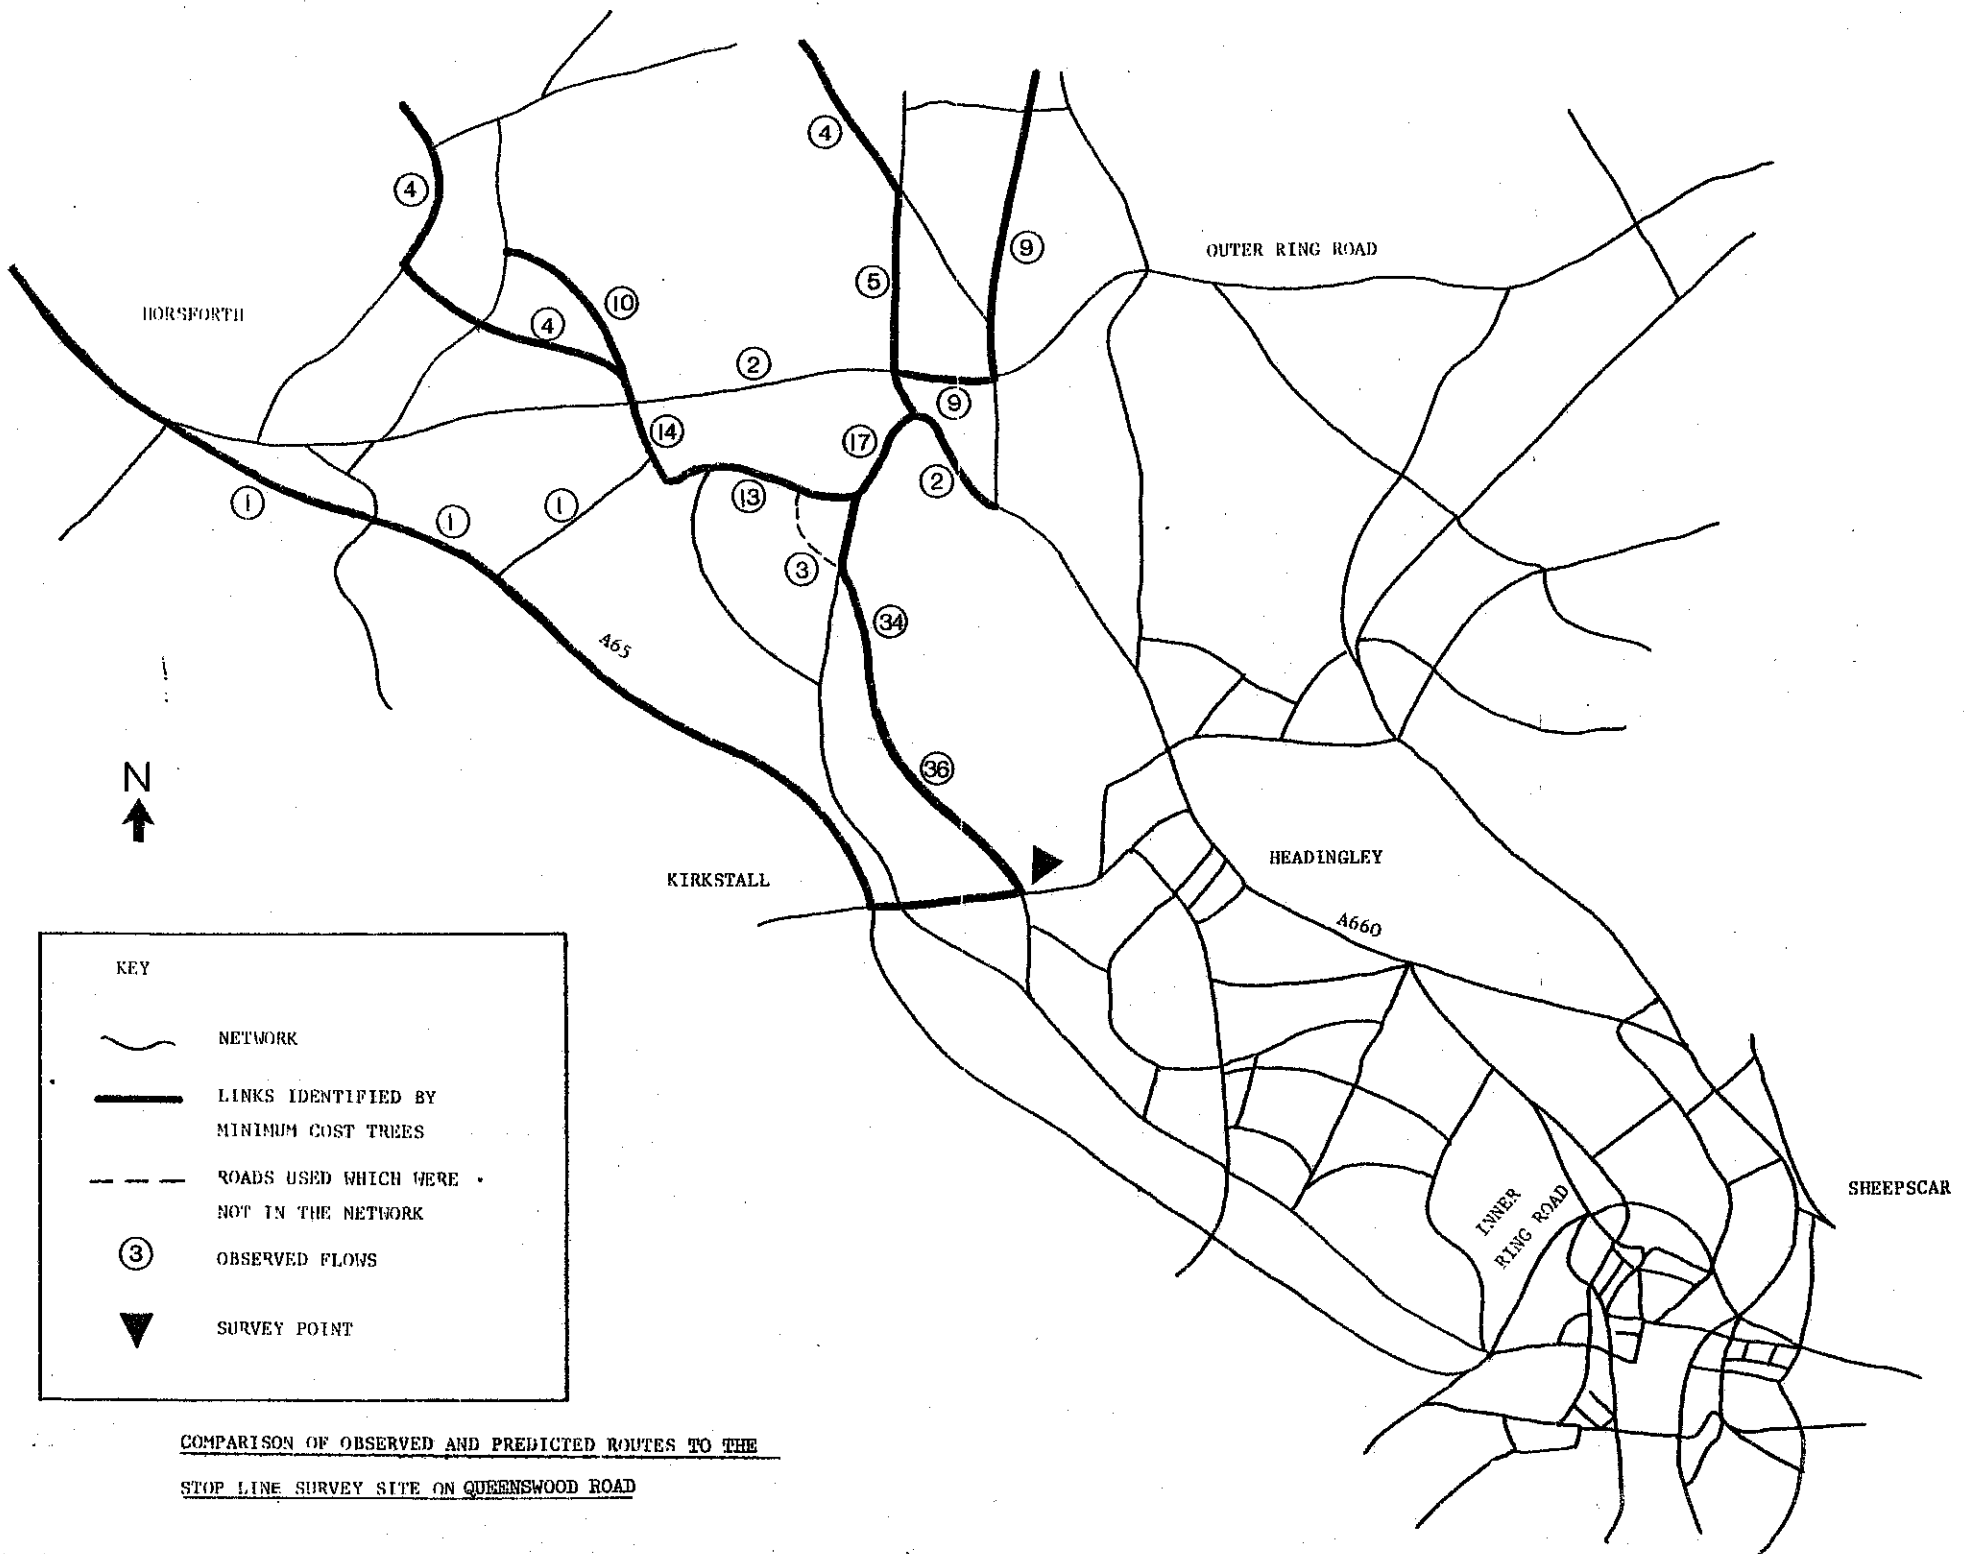 4
9
4
OUTER RING ROAD
9
5
10
HORSFORTH
4
2
9
14
17
2
13
1
1
1
3
34
A65
36
N
HEADINGLEY
KIRKSTALL
A660
KEY
NETWORK
LINKS IDENTIFIED BY
MINIMUM COST TREES
ROADS USED WHICH WERE
NOT IN THE NETWORK
3
OBSERVED FLOWS
SURVEY POINT
SHEEPSCAR
INNER
RING ROAD
COMPARISON OF OBSERVED AND PREDICTED ROUTES TO THE
STOP LINE SURVEY SITE ON QUEENSWOOD ROAD